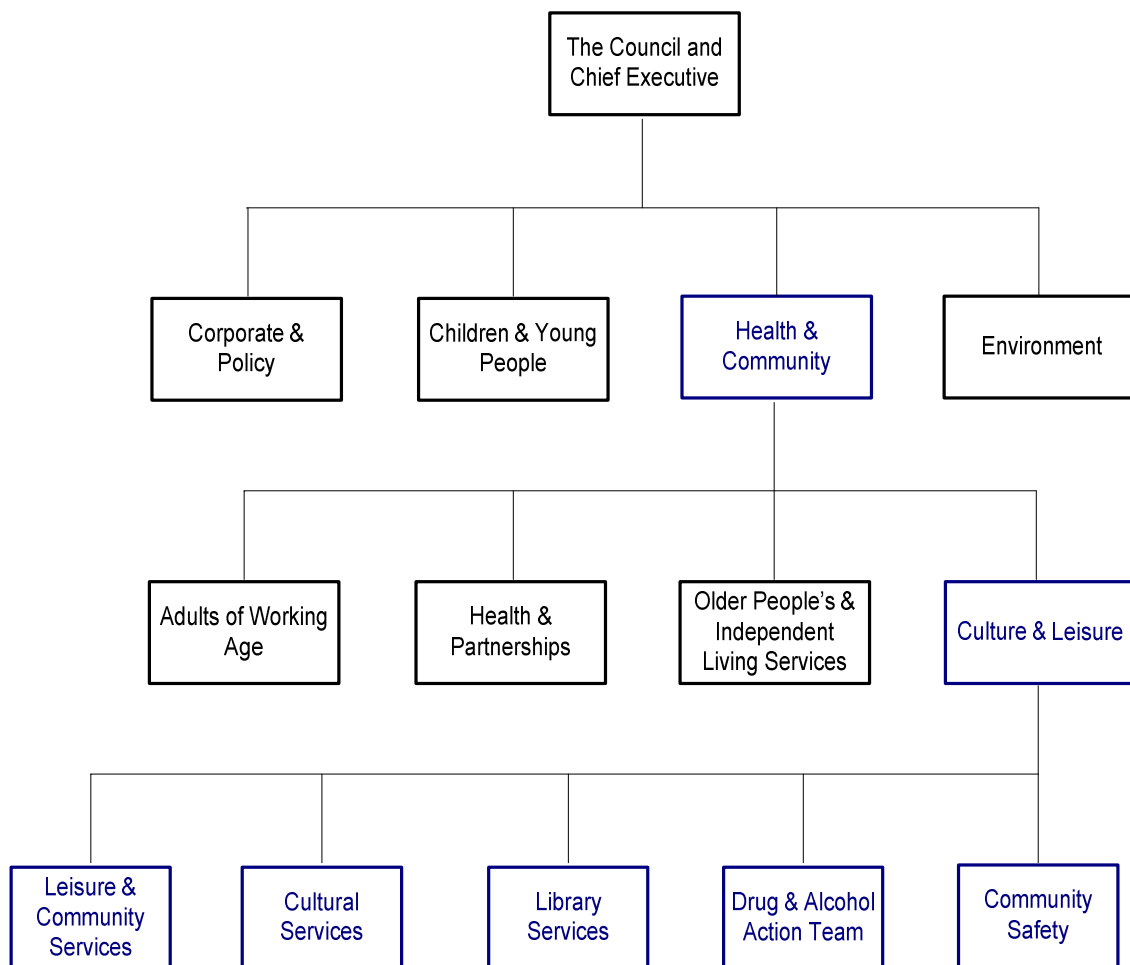 The Council and
Chief Executive
Corporate &
Policy
Children & Young
People
Health &
Community
Environment
Adults of Working
Age
Health &
Partnerships
Older People's &
Independent
Living Services
Culture & Leisure
Leisure &
Community
Services
Cultural
Services
Library
Services
Drug & Alcohol
Action Team
Community
Safety